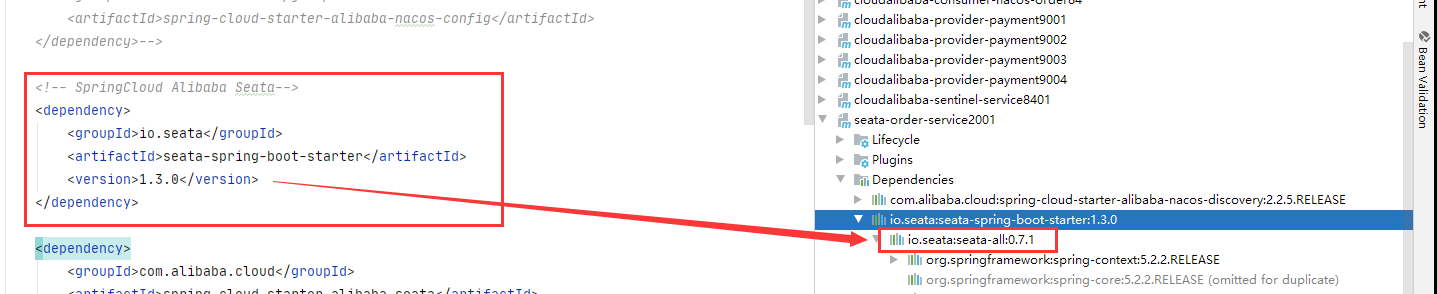 <artifactId>spring-cloud-starter-alibaba-nacos-config</artifactId>
</dependency>-->
<!-- SpringCloud Alibaba Seata-->
<dependency>
<groupId>io.seata</groupId>
<artifactId>seata-spring-boot-starter</artifactId>
<version>1.3.0</version>
</dependency>
<dependency>
<groupId>com.alibaba.cloud</groupId>
<artifactId>spring-cloud-starter-alibaba-seata</artifactId>
cloudalibaba-consumer-nacos-order84
cloudalibaba-provider-payment9001
cloudalibaba-provider-payment9002
cloudalibaba-provider-payment9003
cloudalibaba-provider-payment9004
cloudalibaba-sentinel-service8401
seata-order-service2001
Lifecycle
Plugins
Dependencies
com.alibaba.cloud:spring-cloud-starter-alibaba-nacos-discovery:2.2.5.RELEASE
io.seata:seata-spring-boot-starter:1.3.0
io.seata:seata-all:0.7.1
org.springframework:spring-context:5.2.2.RELEASE
org.springframework:spring-core:5.2.2.RELEASE (omitted for duplicate)
Bean Validation